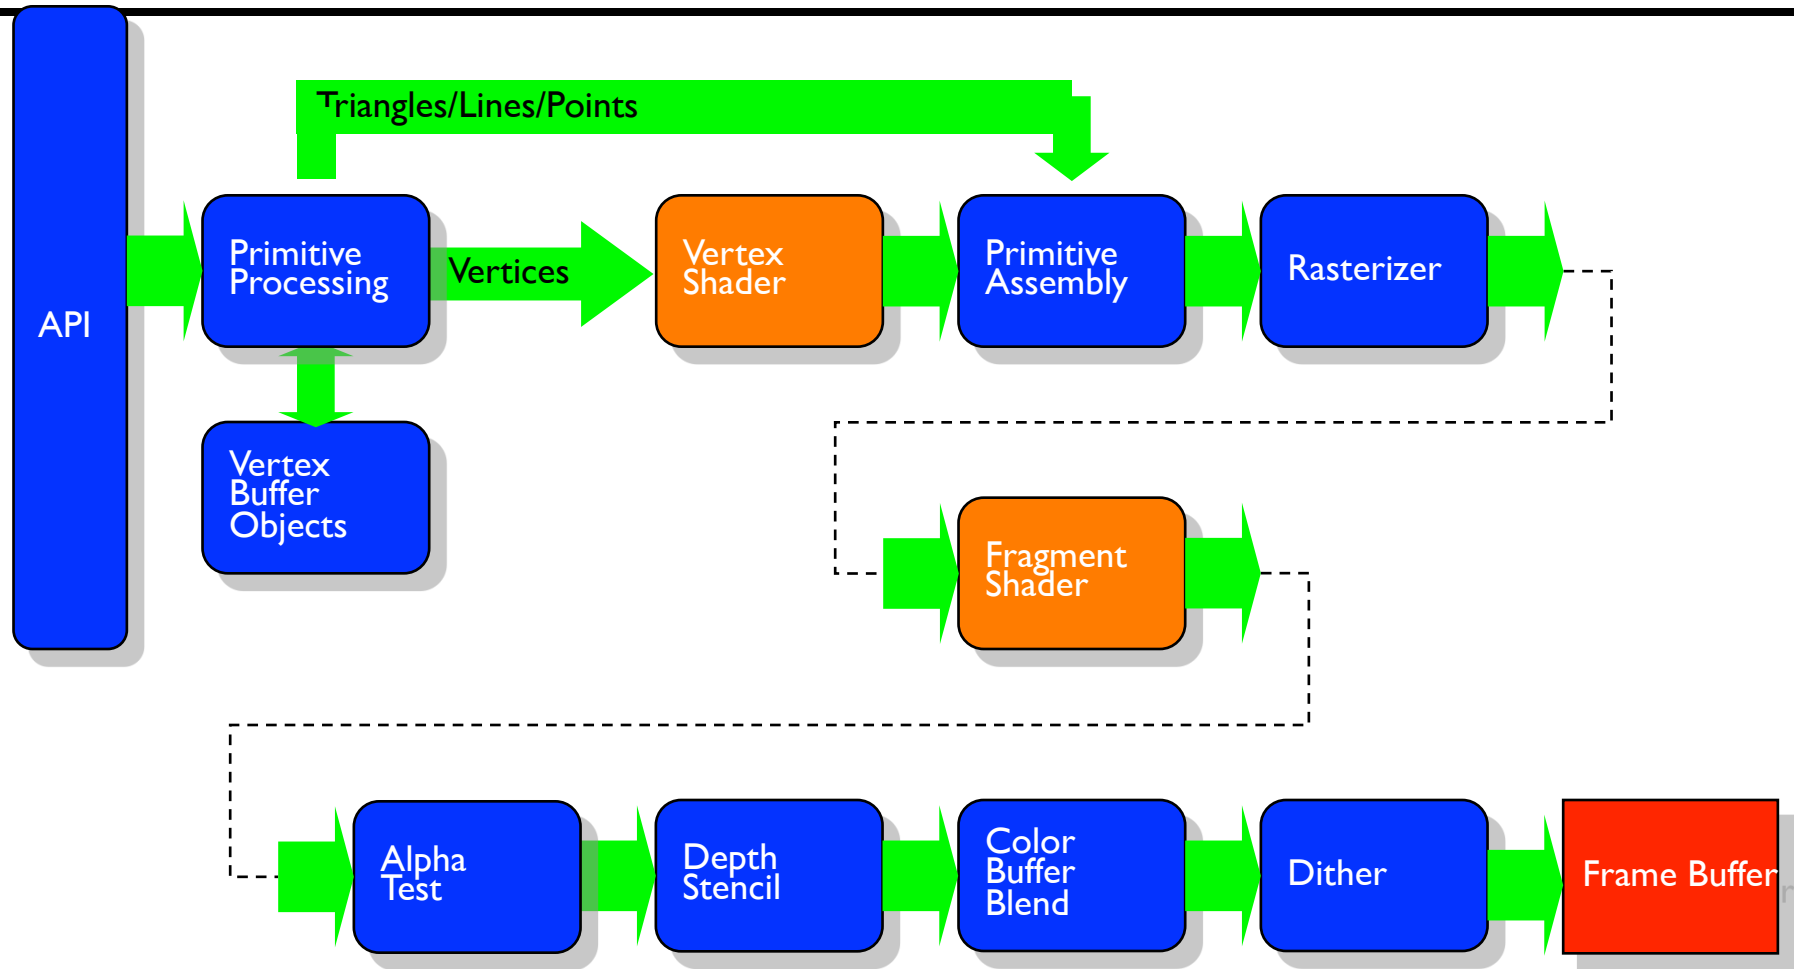 Triangles/Lines/Points
API
Primitive
Processing
Vertices
Vertex
Shader
Primitive
Assembly
Rasterizer
Vertex
Buffer
Objects
Fragment
Shader
Alpha
Test
Depth
Stencil
Color
Buffer
Blend
Dither
Frame Buffer